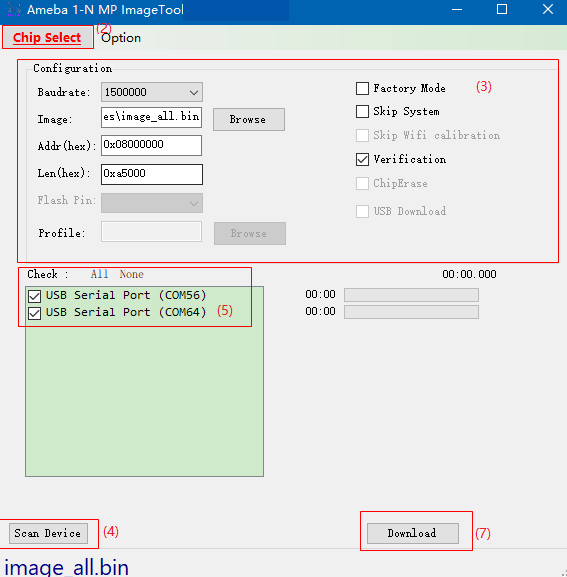 Ameba 1-N MP ImageTool
Chip Select (2) Option
Configuration
Baudrate: 1500000 Factory Mode (3)
Image: es\image_all.bin Browse Skip System
Addr(hex): 0x08000000 Skip Wifi calibration
Len(hex): 0xa5000 Verification
Flash Pin: ChipErase
Profile: Browse USB Download
Check : All None 00:00.000
USB Serial Port (COM56) 00:00
USB Serial Port (COM64) (5) 00:00
Scan Device (4) Download (7)
image_all.bin